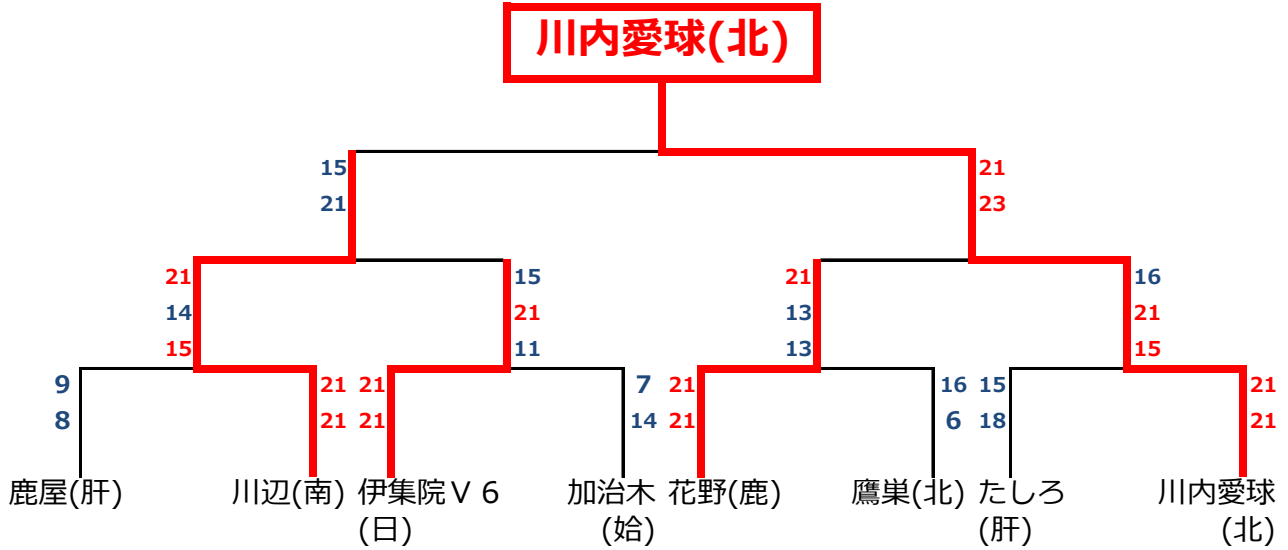 川内愛球(北)
15 21
21 23
21 15 21 16
14 21 13 21
15 11 13 15
9 21 21 7 21 16 15 21
8 21 21 14 21 6 18 21
鹿屋(肝) 川辺(南) 伊集院V6 加治木 花野(鹿) 鷹巣(北) たしろ 川内愛球
(日) (姶) (肝) (北)